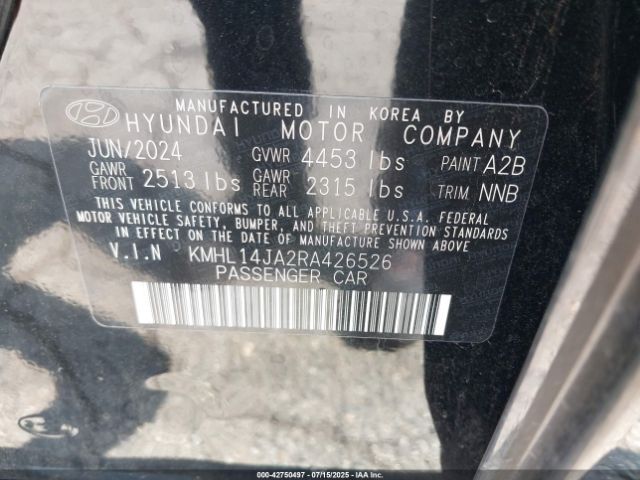 MANUFACTURED IN KOREA BY
HYUNDAI MOTOR COMPANY
JUN/2024 GVWR 4453 lbs PAINT A2B
GAWR FRONT 2513 lbs GAWR REAR 2315 lbs TRIM NNB
THIS VEHICLE CONFORMS TO ALL APPLICABLE U.S.A. FEDERAL
MOTOR VEHICLE SAFETY, BUMPER, AND THEFT PREVENTION STANDARDS
IN EFFECT ON THE DATE OF MANUFACTURE SHOWN ABOVE.
V.I.N KMHL14JA2RA426526
PASSENGER CAR
000-42750497 - 07/15/2025 - IAA, Inc.